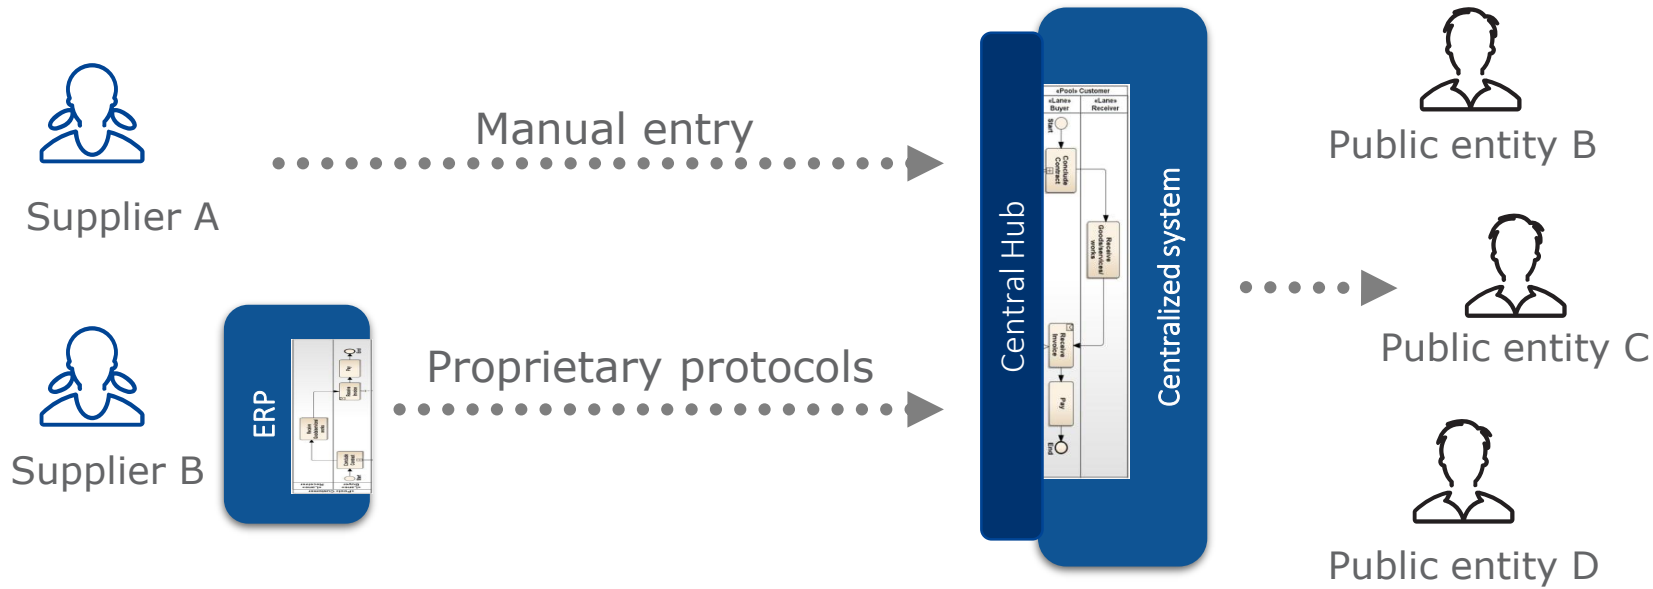 Supplier A
Manual entry
Supplier B
ERP
Proprietary protocols
Central Hub
«Pool» Customer
«Lane»
Buyer
«Lane»
Receiver
Start
Conclude
Contract
Receive
Goods/services/
works
Receive
Invoice
Pay
End
Centralized system
Public entity B
Public entity C
Public entity D